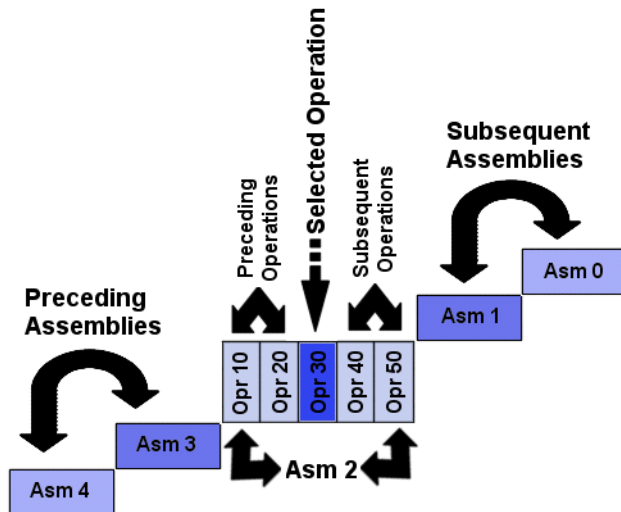 Selected Operation
Subsequent
Assemblies
Preceding
Operations
Subsequent
Operations
Asm 0
Preceding
Assemblies
Asm 1
Opr 10
Opr 20
Opr 30
Opr 40
Opr 50
Asm 3
Asm 2
Asm 4